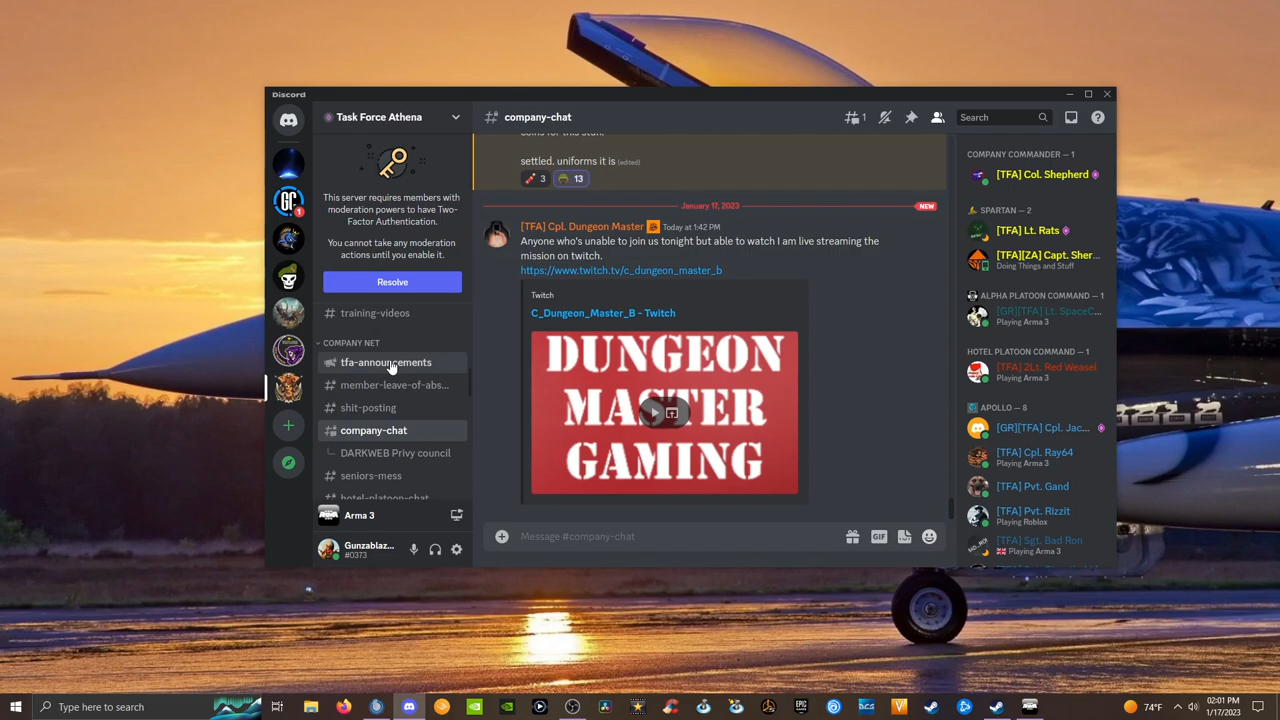 Discord
Task Force Athena
company-chat
1
Search
This server requires members with
moderation powers to have Two-
Factor Authentication.
You cannot take any moderation
actions until you enable it.
Resolve
training-videos
COMPANY NET
tfa-announcements
member-leave-of-abs...
shit-posting
company-chat
DARKWEB Privy council
seniors-mess
hotel-platoon-chat
Arma 3
Gunzablaz...
#0373
settled. uniforms it is (edited)
3
13
January 17, 2023
NEW
[TFA] Cpl. Dungeon Master Today at 1:42 PM
Anyone who's unable to join us tonight but able to watch I am live streaming the
mission on twitch.
https://www.twitch.tv/c_dungeon_master_b
Twitch
C_Dungeon_Master_B - Twitch
DUNGEON
MASTER
GAMING
Message #company-chat
GIF
COMPANY COMMANDER — 1
[TFA] Col. Shepherd
SPARTAN — 2
[TFA] Lt. Rats
[TFA][ZA] Capt. Sher...
Doing Things and Stuff
ALPHA PLATOON COMMAND — 1
[GR][TFA] Lt. SpaceC...
Playing Arma 3
HOTEL PLATOON COMMAND — 1
[TFA] 2Lt. Red Weasel
Playing Arma 3
APOLLO — 8
[GR][TFA] Cpl. Jac...
[TFA] Cpl. Ray64
Playing Arma 3
[TFA] Pvt. Gand
[TFA] Pvt. Rizzit
Playing Roblox
[TFA] Sgt. Bad Ron
Playing Arma 3
GC
1
Type here to search
EPIC
DCS
74°F
02:01 PM
1/17/2023